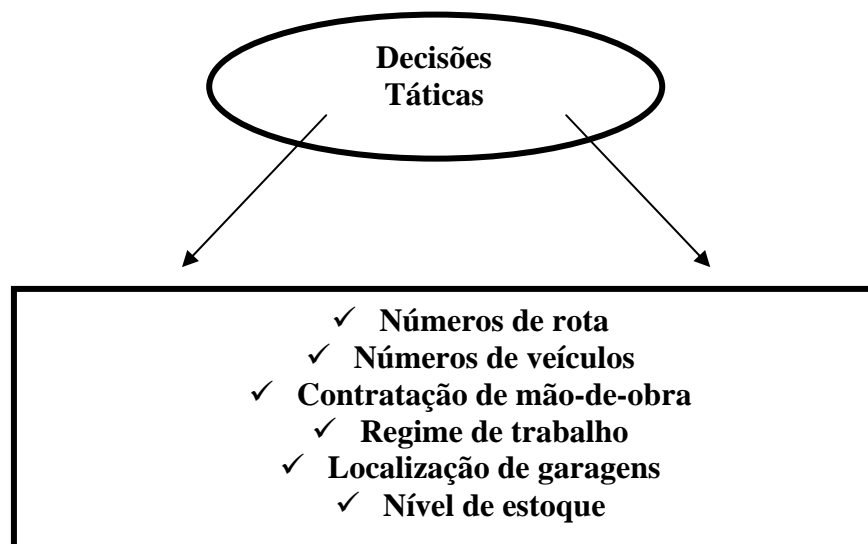 Decisões
Táticas
✓ Números de rota
✓ Números de veículos
✓ Contratação de mão-de-obra
✓ Regime de trabalho
✓ Localização de garagens
✓ Nível de estoque